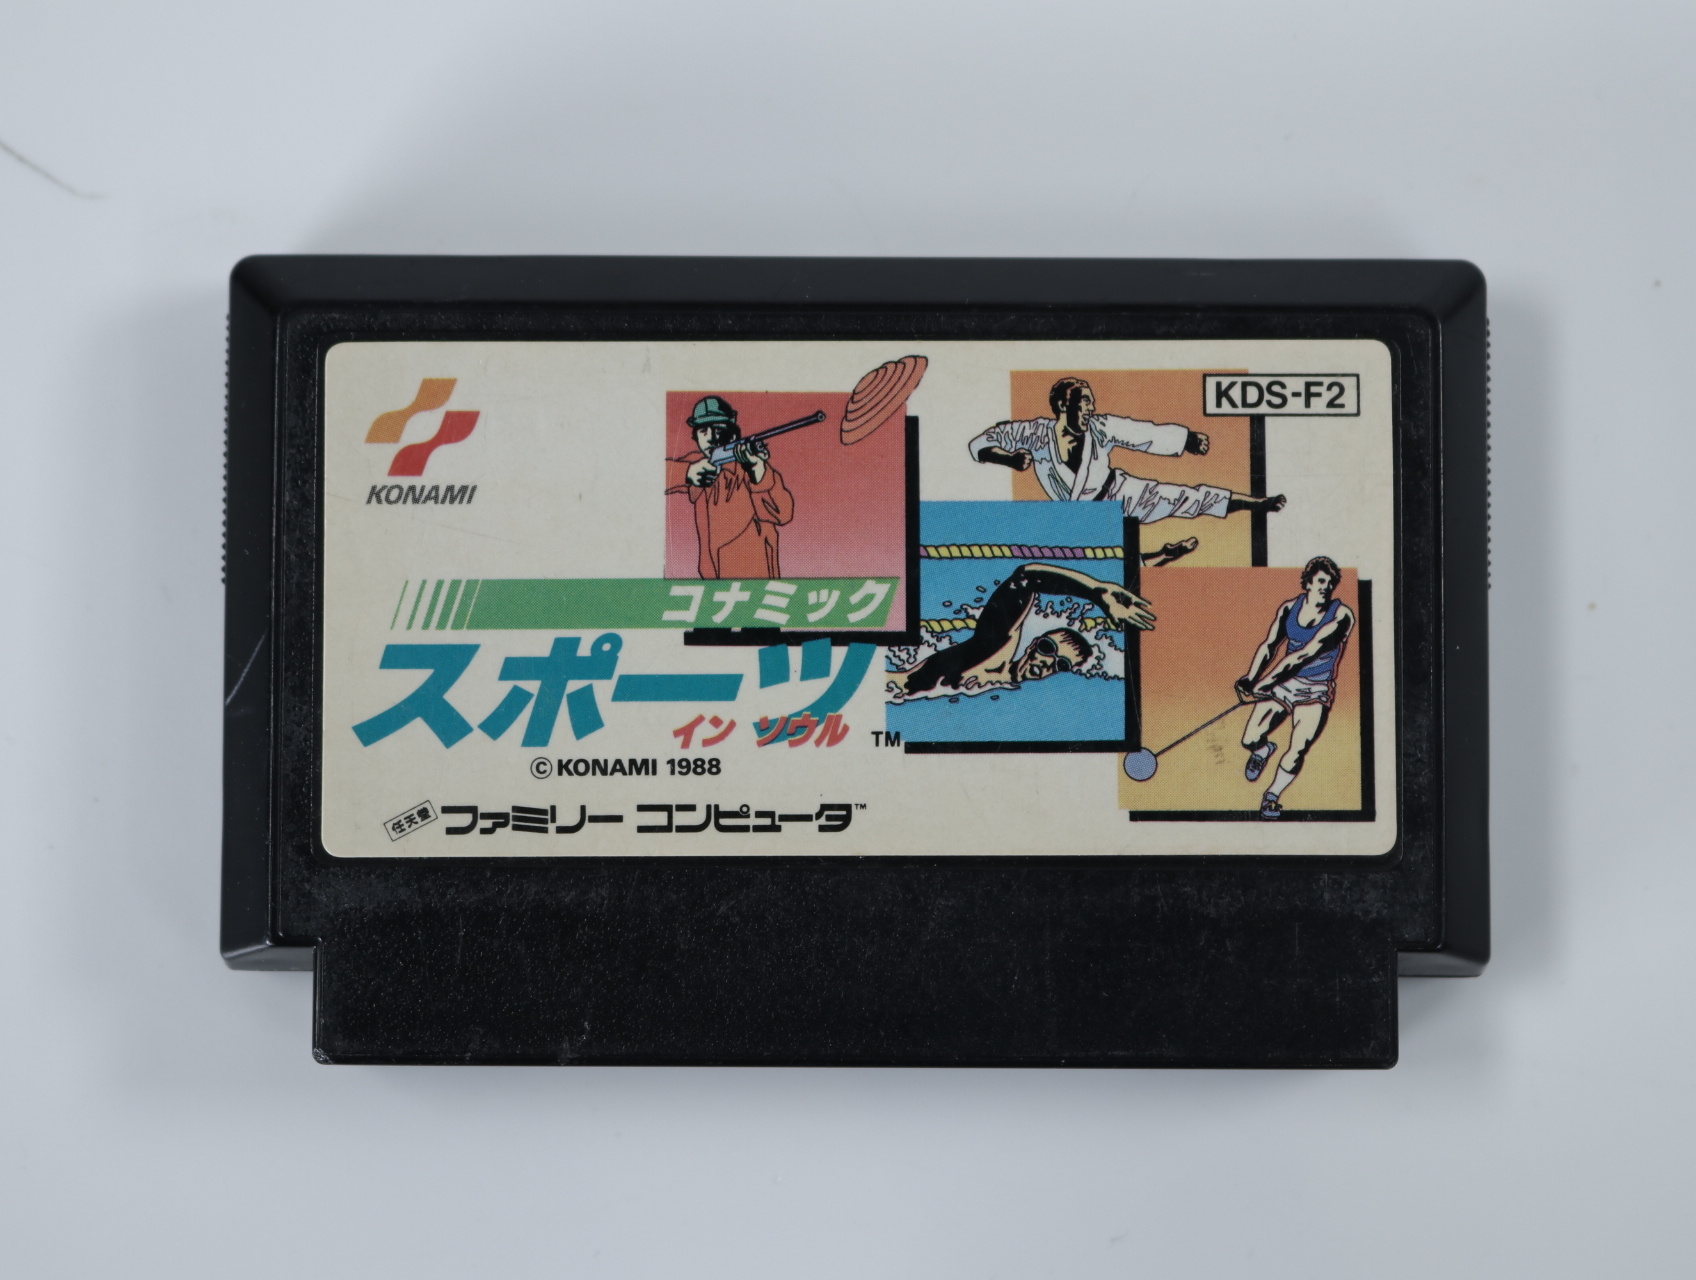 KONAMI
KDS-F2
コナミック
スポーツ
イン ソウル
TM
©KONAMI 1988
任天堂 ファミリー コンピュータ™